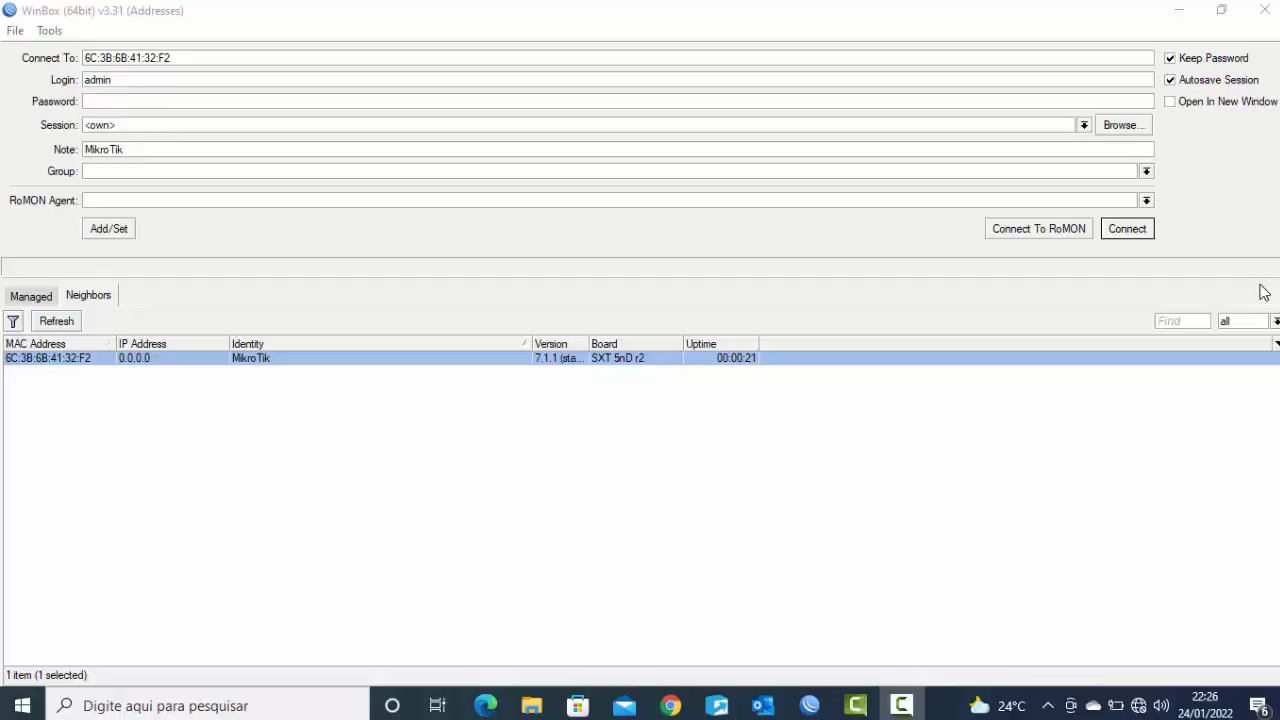 WinBox (64bit) v3.31 (Addresses)
File Tools
Connect To: 6C:3B:6B:41:32:F2
Keep Password
Login: admin
Autosave Session
Password:
Open In New Window
Session: <own>
Browse...
Note: MikroTik
Group:
RoMON Agent:
Add/Set
Connect To RoMON
Connect
Managed
Neighbors
Refresh
Find
all
MAC Address IP Address Identity Version Board Uptime
6C:3B:6B:41:32:F2 0.0.0.0 MikroTik 7.1.1 (sta... SXT 5nD r2 00:00:21
1 item (1 selected)
Digite aqui para pesquisar
24°C
22:26
24/01/2022
6